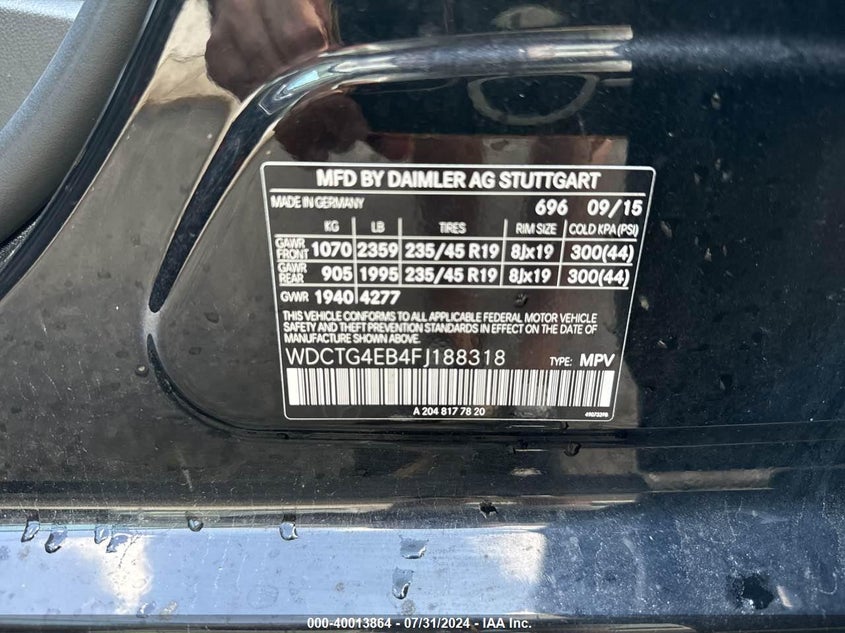 MFD BY DAIMLER AG STUTTGART
MADE IN GERMANY 696 09/15
KG LB TIRES RIM SIZE COLD KPA(PSI)
GAWR FRONT 1070 2359 235/45 R19 8Jx19 300(44)
GAWR REAR 905 1995 235/45 R19 8Jx19 300(44)
GVWR 1940 4277
THIS VEHICLE CONFORMS TO ALL APPLICABLE FEDERAL MOTOR VEHICLE
SAFETY AND THEFT PREVENTION STANDARDS IN EFFECT ON THE DATE OF
MANUFACTURE SHOWN ABOVE.
WDCTG4EB4FJ188318 TYPE: MPV
A 204 817 78 20
000-40013864 - 07/31/2024 - IAA Inc.